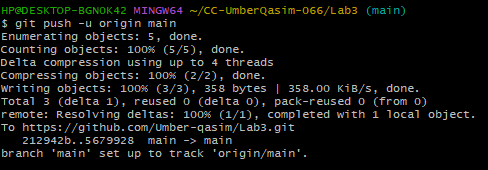 HP@DESKTOP-BGNOK42 MINGW64 ~/CC-UmberQasim-066/Lab3 (main)
$ git push -u origin main
Enumerating objects: 5, done.
Counting objects: 100% (5/5), done.
Delta compression using up to 4 threads
Compressing objects: 100% (2/2), done.
Writing objects: 100% (3/3), 358 bytes | 358.00 KiB/s, done.
Total 3 (delta 1), reused 0 (delta 0), pack-reused 0 (from 0)
remote: Resolving deltas: 100% (1/1), completed with 1 local object.
To https://github.com/Umber-qasim/Lab3.git
   212942b..5679928  main -> main
branch 'main' set up to track 'origin/main'.